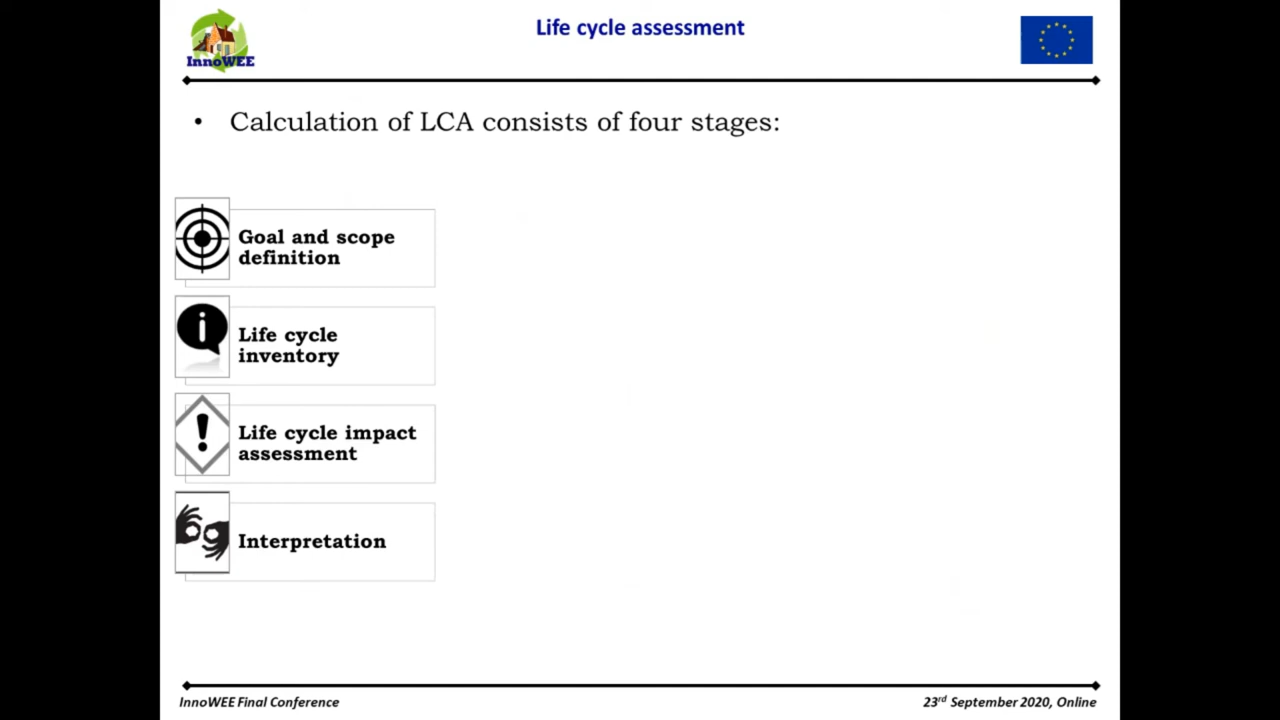 InnoWEE
Life cycle assessment
• Calculation of LCA consists of four stages:
Goal and scope
definition
i
Life cycle
inventory
!
Life cycle impact
assessment
Interpretation
InnoWEE Final Conference
23rd September 2020, Online